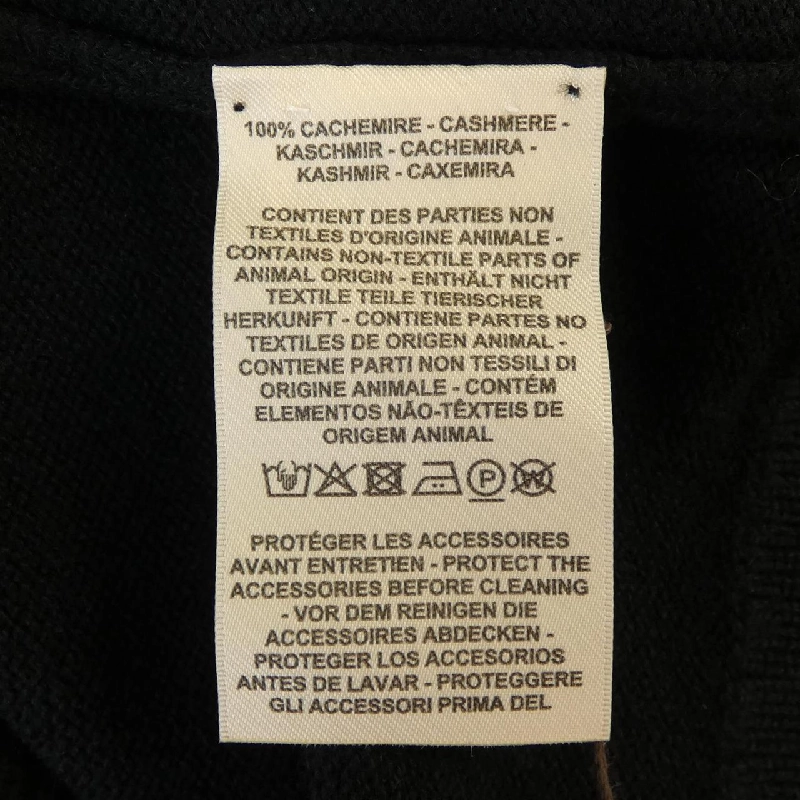 100% CACHEMIRE - CASHMERE -
KASCHMIR - CACHEMIRA -
KASHMIR - CAXEMIRA
CONTIENT DES PARTIES NON
TEXTILES D'ORIGINE ANIMALE -
CONTAINS NON-TEXTILE PARTS OF
ANIMAL ORIGIN - ENTHÄLT NICHT
TEXTILE TEILE TIERISCHER
HERKUNFT - CONTIENE PARTES NO
TEXTILES DE ORIGEN ANIMAL -
CONTIENE PARTI NON TESSILI DI
ORIGINE ANIMALE - CONTÉM
ELEMENTOS NÃO-TÊXTEIS DE
ORIGEM ANIMAL
P W
PROTÉGER LES ACCESSOIRES
AVANT ENTRETIEN - PROTECT THE
ACCESSORIES BEFORE CLEANING
- VOR DEM REINIGEN DIE
ACCESSOIRES ABDECKEN -
PROTEGER LOS ACCESORIOS
ANTES DE LAVAR - PROTEGGERE
GLI ACCESSORI PRIMA DEL